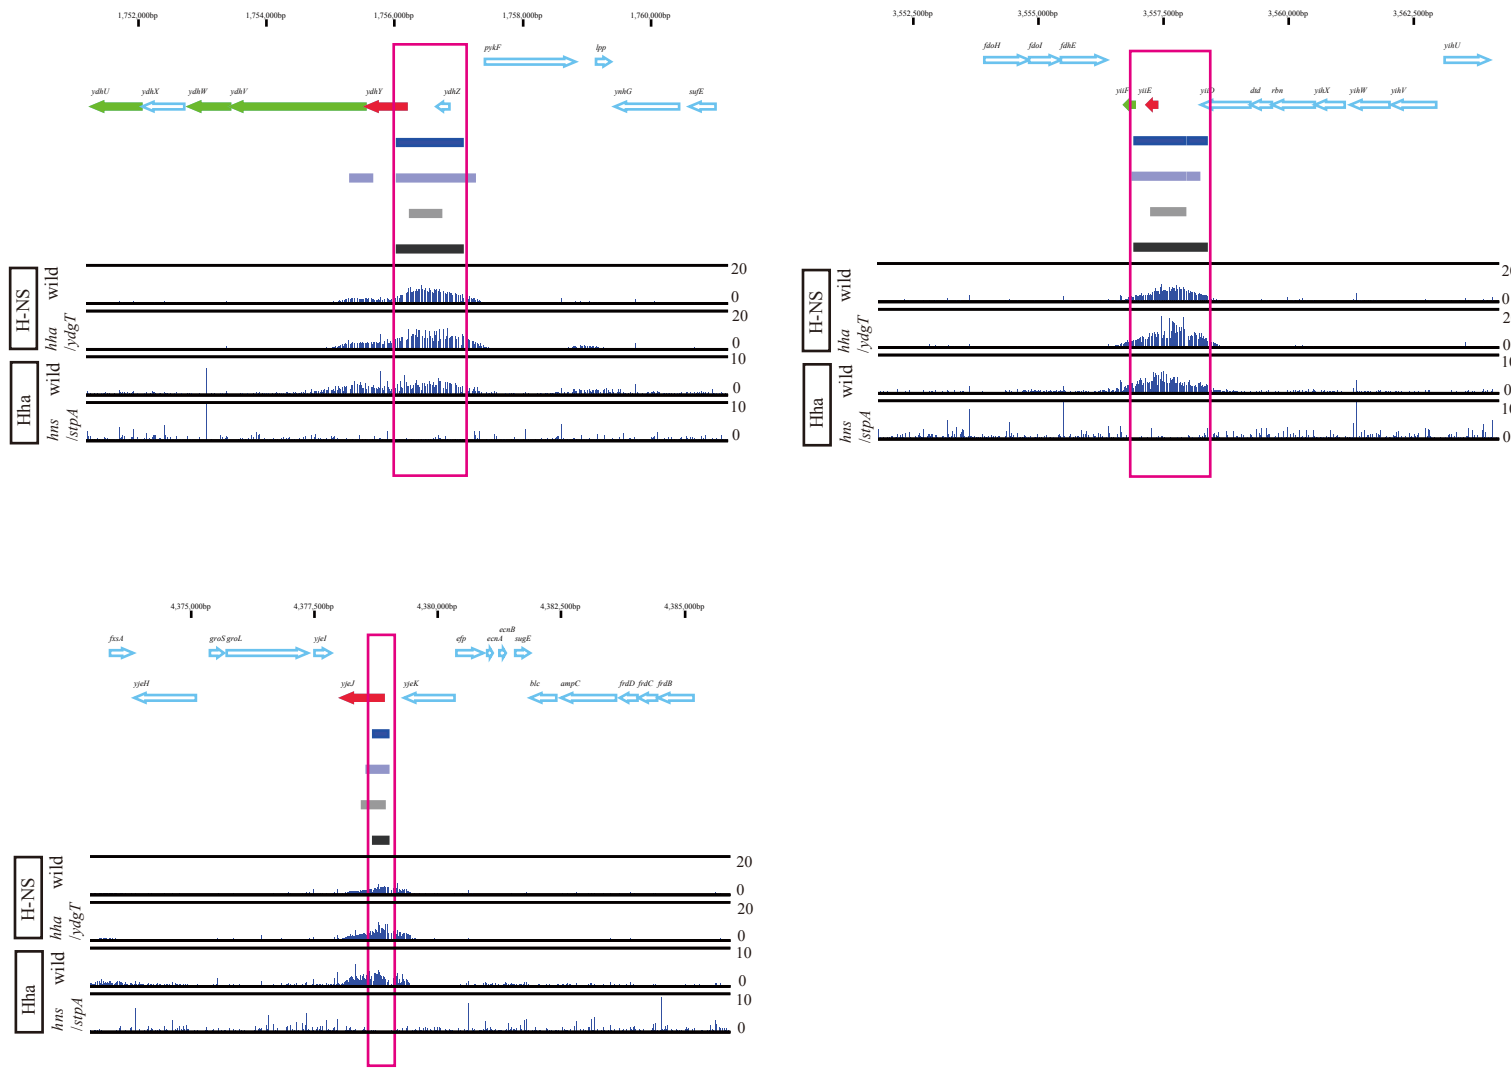 1,752,000bp 1,754,000bp 1,756,000bp 1,758,000bp 1,760,000bp
pykF lpp
ydhU ydhX ydhW ydhV ydhY ydhZ ynhG sufE
H-NS
wild
20
0
hha
/ydgT
20
0
Hha
wild
10
0
hns
/stpA
10
0
3,552,500bp 3,555,000bp 3,557,500bp 3,560,000bp 3,562,500bp
fdoH fdoI fdhE yihU
yiiF yiiE yiiD dtd rbn yihX yihW yihV
H-NS
wild
0
hha
/ydgT
0
Hha
wild
0
hns
/stpA
0
4,375,000bp 4,377,500bp 4,380,000bp 4,382,500bp 4,385,000bp
ecnB
fxsA groS groL yjeI efp ecnA sugE
yjeH yjeJ yjeK blc ampC frdD frdC frdB
H-NS
wild
20
0
hha
/ydgT
20
0
Hha
wild
10
0
hns
/stpA
10
0